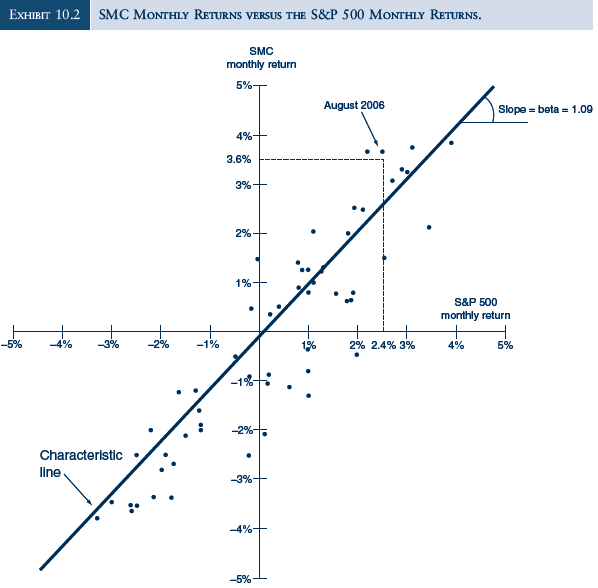 EXHIBIT 10.2 SMC MONTHLY RETURNS VERSUS THE S&P 500 MONTHLY RETURNS.
SMC
monthly return
5%
August 2006
Slope = beta = 1.09
4%
3.6%
3%
2%
1%
S&P 500
monthly return
–5% –4% –3% –2% –1% 1% 2% 2.4% 3% 4% 5%
–1%
–2%
Characteristic
line
–3%
–4%
–5%